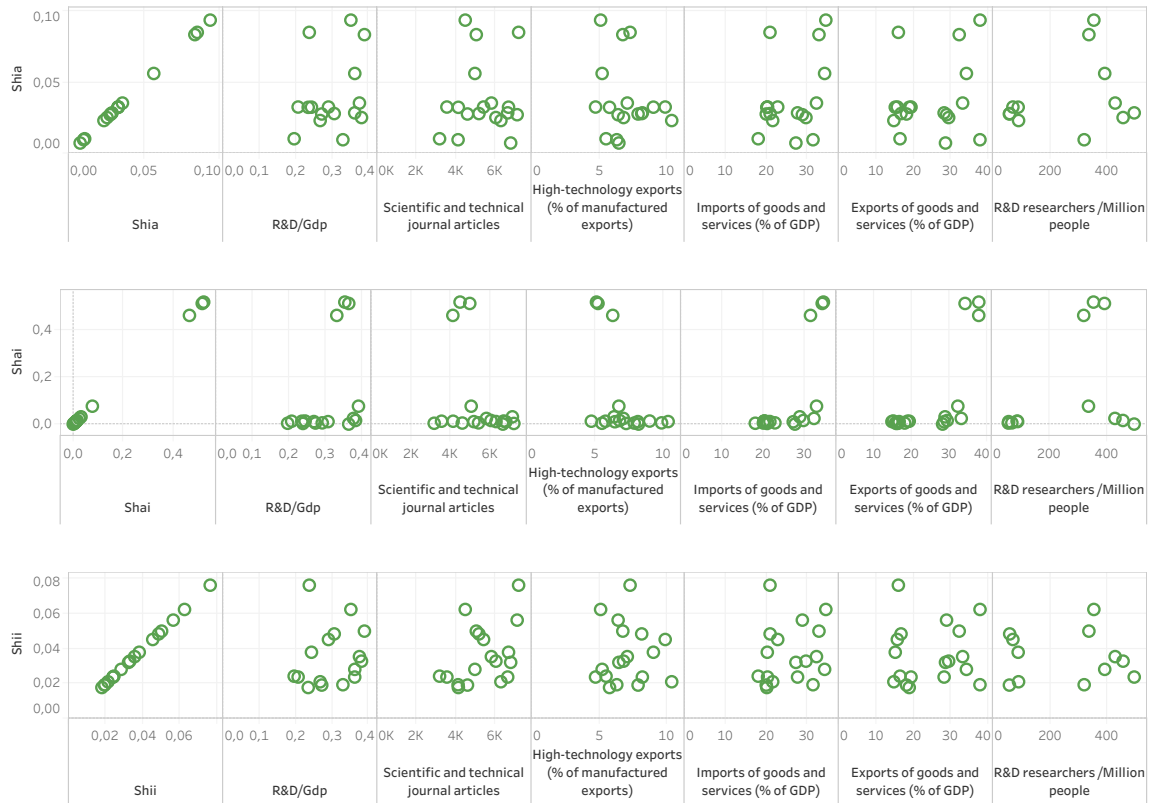 Shia
0,10
0,05
0,00
0,00 0,05 0,10 0,0 0,2 0,3 0,4 0K 2K 4K 6K 0 5 10 0 10 20 30 0 10 20 30 40 200 400
Shia
R&D/Gdp
Scientific and technical
journal articles
High-technology exports
(% of manufactured
exports)
Imports of goods and
services (% of GDP)
Exports of goods and
services (% of GDP)
R&D researchers /Million
people
Shai
0,4
0,2
0,0
0,0 0,2 0,4 0,0 0,1 0,2 0,3 0,4 0K 2K 4K 6K 0 5 10 0 10 20 30 0 10 20 30 40 200 400
Shai
R&D/Gdp
Scientific and technical
journal articles
High-technology exports
(% of manufactured
exports)
Imports of goods and
services (% of GDP)
Exports of goods and
services (% of GDP)
R&D researchers /Million
people
Shii
0,08
0,06
0,04
0,02
0,00
0,02 0,04 0,06 0,0 0,1 0,2 0,3 0,4 0K 2K 4K 6K 0 5 10 0 10 20 30 0 10 20 30 40 200 400
Shii
R&D/Gdp
Scientific and technical
journal articles
High-technology exports
(% of manufactured
exports)
Imports of goods and
services (% of GDP)
Exports of goods and
services (% of GDP)
R&D researchers /Million
people